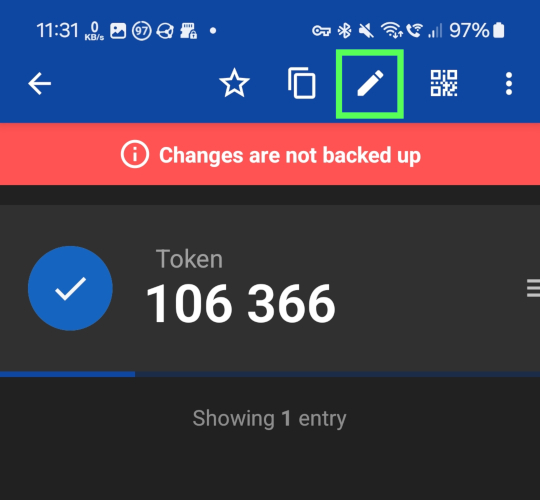 11:31 0 KB/s 97 97%
Changes are not backed up
Token
106 366
Showing 1 entry